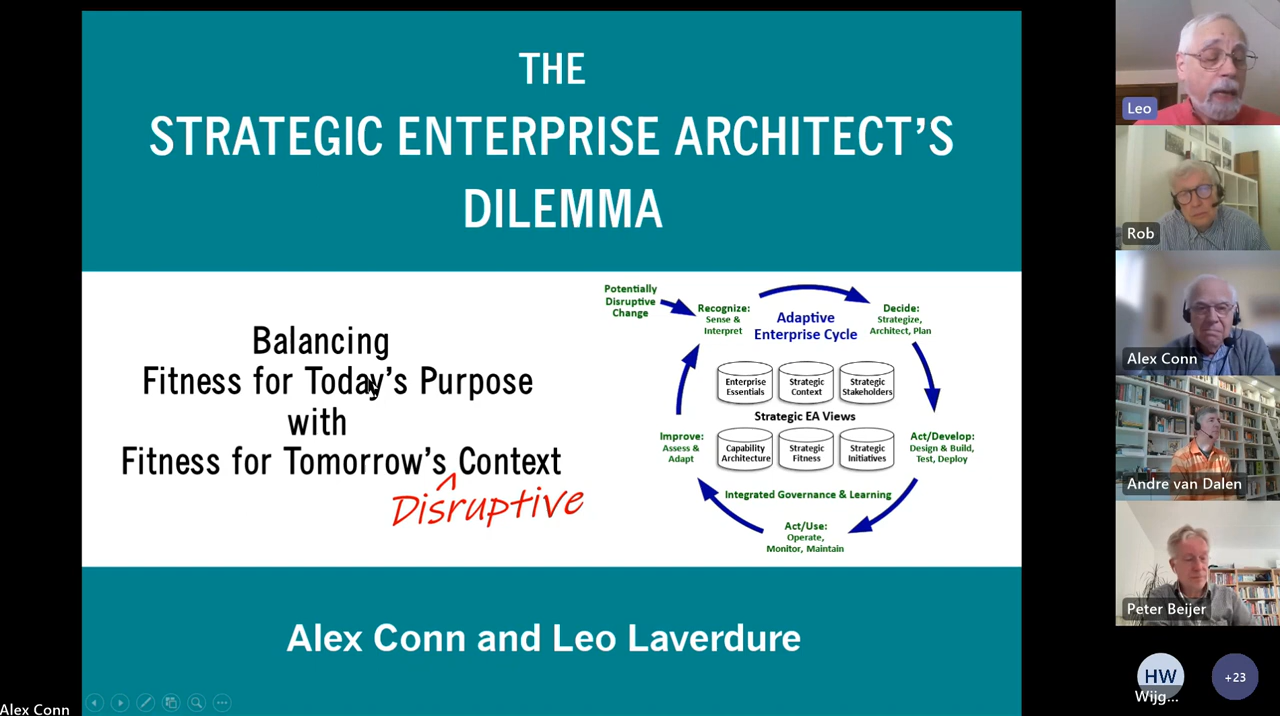 THE
STRATEGIC ENTERPRISE ARCHITECT'S
DILEMMA
Balancing
Fitness for Today's Purpose
with
Fitness for Tomorrow's Context
^
Disruptive
Potentially
Disruptive
Change
Recognize:
Sense &
Interpret
Adaptive
Enterprise Cycle
Decide:
Strategize,
Architect, Plan
Enterprise
Essentials
Strategic
Context
Strategic
Stakeholders
Strategic EA Views
Capability
Architecture
Strategic
Fitness
Strategic
Initiatives
Improve:
Assess &
Adapt
Act/Develop:
Design & Build,
Test, Deploy
Integrated Governance & Learning
Act/Use:
Operate,
Monitor, Maintain
Alex Conn and Leo Laverdure
Alex Conn
Leo
Rob
Alex Conn
Andre van Dalen
Peter Beijer
HW
Wijg...
+23